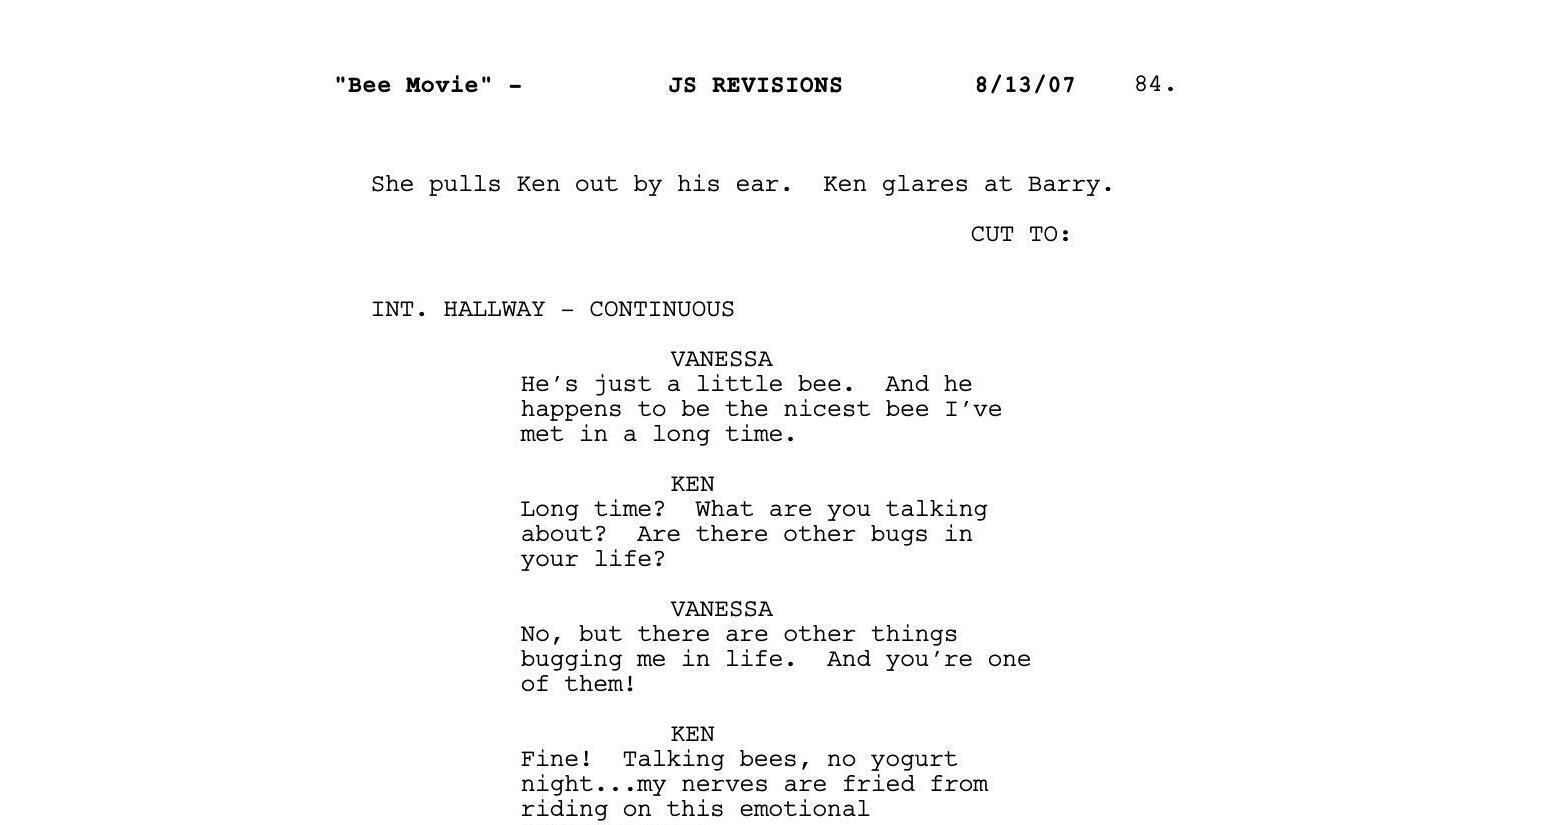 "Bee Movie" - JS REVISIONS 8/13/07 84.
She pulls Ken out by his ear.  Ken glares at Barry.
CUT TO:
INT. HALLWAY - CONTINUOUS
VANESSA
He's just a little bee.  And he
happens to be the nicest bee I've
met in a long time.
KEN
Long time?  What are you talking
about?  Are there other bugs in
your life?
VANESSA
No, but there are other things
bugging me in life.  And you're one
of them!
KEN
Fine!  Talking bees, no yogurt
night...my nerves are fried from
riding on this emotional